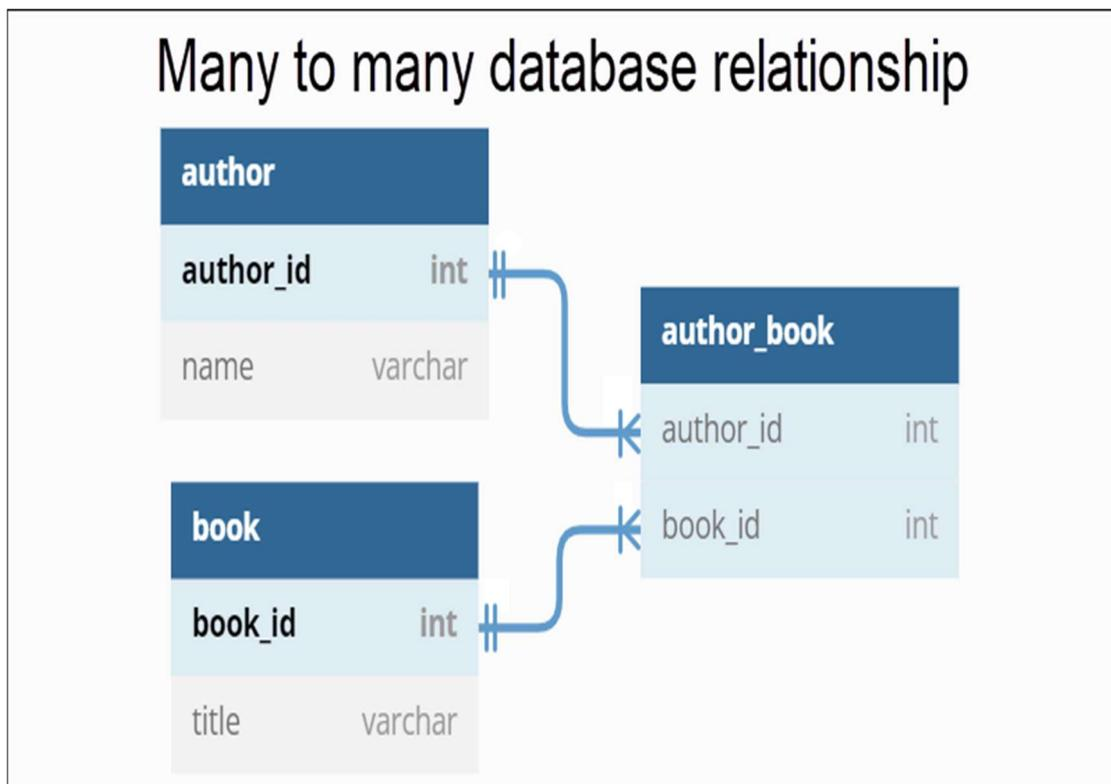 Many to many database relationship
author
author_id int
name varchar
author_book
author_id int
book_id int
book
book_id int
title varchar